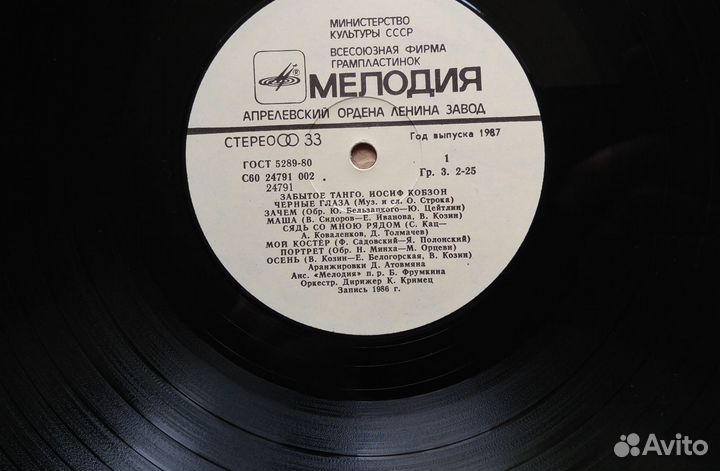 МИНИСТЕРСТВО
КУЛЬТУРЫ СССР
ВСЕСОЮЗНАЯ ФИРМА
ГРАМПЛАСТИНОК
МЕЛОДИЯ
АПРЕЛЕВСКИЙ ОРДЕНА ЛЕНИНА ЗАВОД
СТЕРЕО 33
Год выпуска 1987
ГОСТ 5289-80
1
С60 24791 002
Гр. 3. 2-25
24791
ЗАБЫТОЕ ТАНГО. ИОСИФ КОБЗОН
ЧЕРНЫЕ ГЛАЗА (Муз. и сл. О. Строка)
ЗАЧЕМ (Обр. Ю. Бельзацкого—Ю. Цейтлин)
МАША (В. Сидоров—Е. Иванова, В. Козин)
СЯДЬ СО МНОЮ РЯДОМ (С. Кац—
А. Коваленков, Д. Толмачев)
МОЙ КОСТЁР (Ф. Садовский—Я. Полонский)
ПОРТРЕТ (Обр. Н. Минха—М. Орцеви)
ОСЕНЬ (В. Козин—Е. Белогорская, В. Козин)
Аранжировки Д. Атовмяна
Анс. «Мелодия» п. р. Б. Фрумкина
Оркестр. Дирижер К. Кримец
Запись 1986 г.
Avito